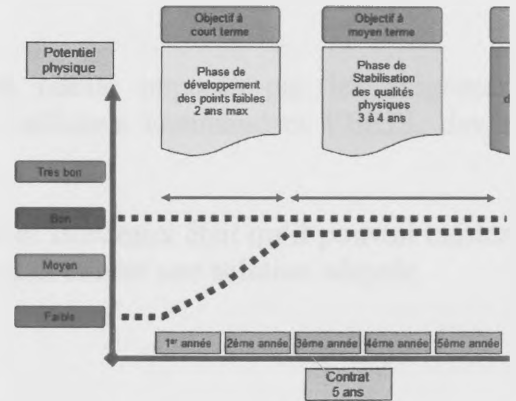 Objectif à
court terme
Objectif à
moyen terme
Potentiel
physique
Phase de
développement
des points faibles
2 ans max
Phase de
Stabilisation
des qualités
physiques
3 à 4 ans
Très bon
Bon
Moyen
Faible
1er année
2ème année
3ème année
4ème année
5ème année
Contrat
5 ans